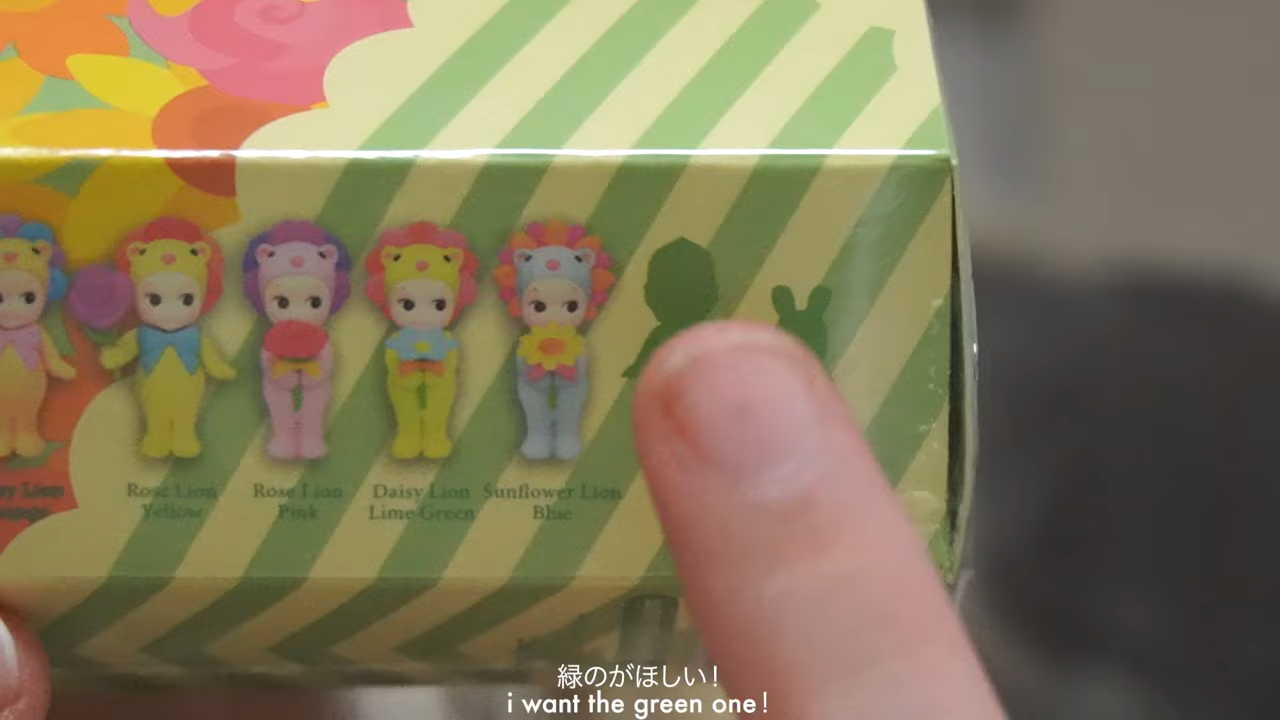 Rose Lion
Yellow
Rose Lion
Pink
Daisy Lion
Lime Green
Sunflower Lion
Blue
Lion
緑のがほしい!
i want the green one!